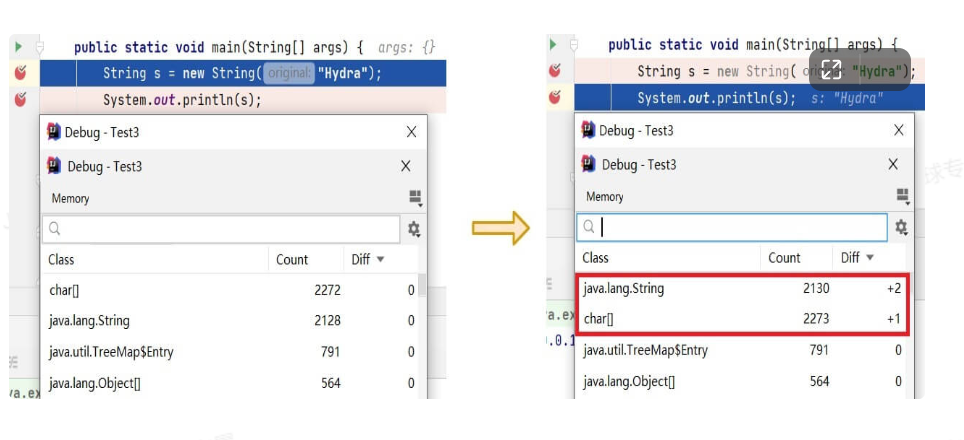 public static void main(String[] args) {  args: {}
String s = new String( original: "Hydra");
System.out.println(s);
Debug - Test3
Debug - Test3
Memory
Class Count Diff
char[] 2272 0
java.lang.String 2128 0
java.util.TreeMap$Entry 791 0
java.lang.Object[] 564 0
va.ex
public static void main(String[] args) {
String s = new String( "Hydra");
System.out.println(s);  s: "Hydra"
Debug - Test3
Debug - Test3
Memory
Class Count Diff
java.lang.String 2130 +2
char[] 2273 +1
java.util.TreeMap$Entry 791 0
java.lang.Object[] 564 0
a.ex
.0.1
球专